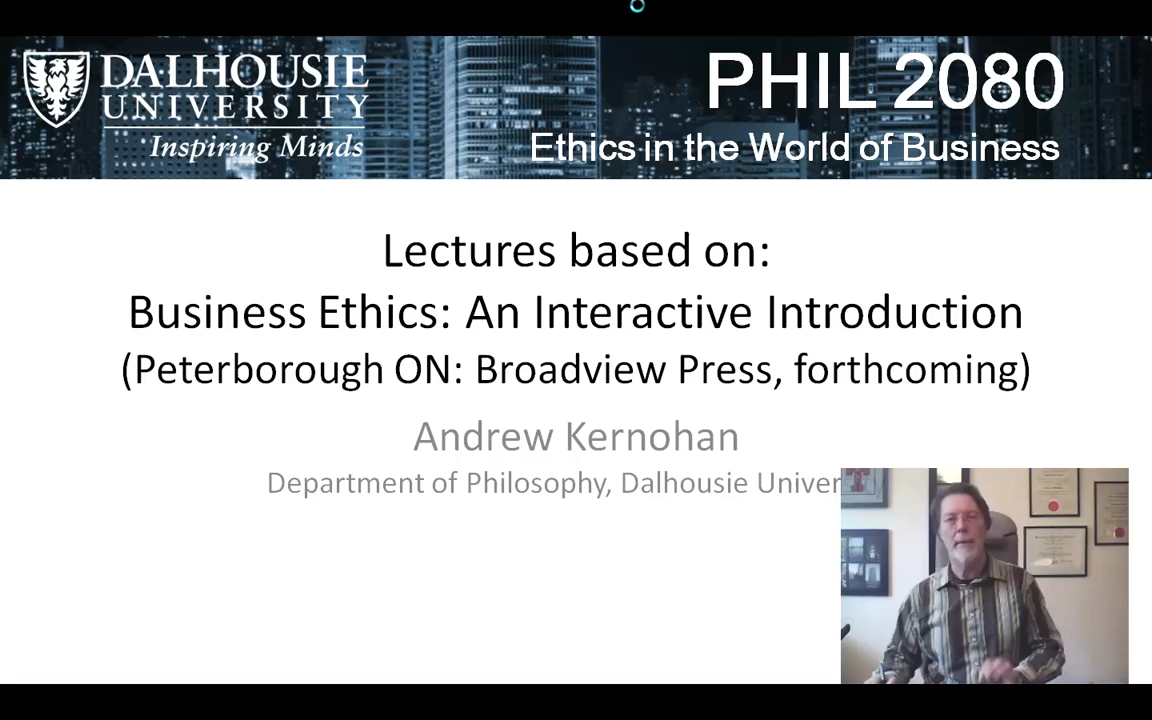 DALHOUSIE
UNIVERSITY
Inspiring Minds
PHIL 2080
Ethics in the World of Business
Lectures based on:
Business Ethics: An Interactive Introduction
(Peterborough ON: Broadview Press, forthcoming)
Andrew Kernohan
Department of Philosophy, Dalhousie Univer